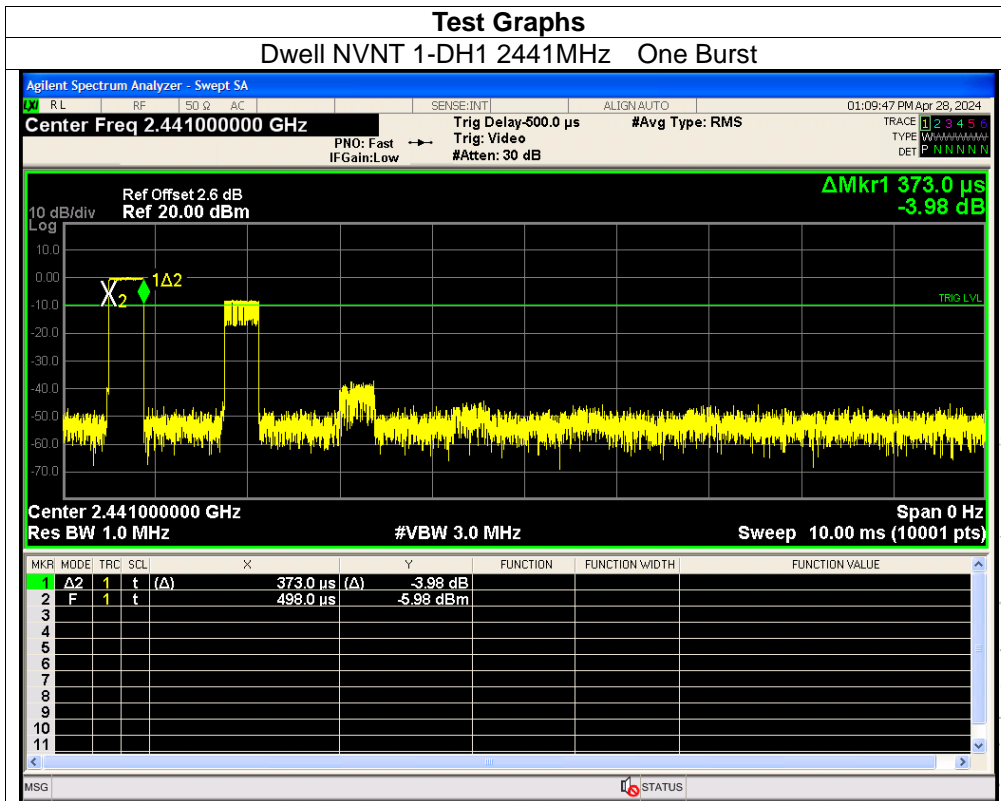 Test Graphs
Dwell NVNT 1-DH1 2441MHz One Burst
Agilent Spectrum Analyzer - Swept SA
LXI RL RF 50 Ω AC SENSE:INT ALIGN AUTO 01:09:47 PM Apr 28, 2024
Center Freq 2.441000000 GHz Trig Delay-500.0 µs #Avg Type: RMS TRACE 1 2 3 4 5 6
PNO: Fast Trig: Video TYPE WWWWWW
IFGain:Low #Atten: 30 dB DET P N N N N N
ΔMkr1 373.0 µs
-3.98 dB
Ref Offset 2.6 dB
10 dB/div Ref 20.00 dBm
Log
10.0
0.00
1Δ2
X2
-10.0
TRIG LVL
-20.0
-30.0
-40.0
-50.0
-60.0
-70.0
Center 2.441000000 GHz Span 0 Hz
Res BW 1.0 MHz #VBW 3.0 MHz Sweep 10.00 ms (10001 pts)
MKR MODE TRC SCL X Y FUNCTION FUNCTION WIDTH FUNCTION VALUE
1 Δ2 1 t (Δ) 373.0 µs (Δ) -3.98 dB
2 F 1 t 498.0 µs -5.98 dBm
3
4
5
6
7
8
9
10
11
MSG STATUS